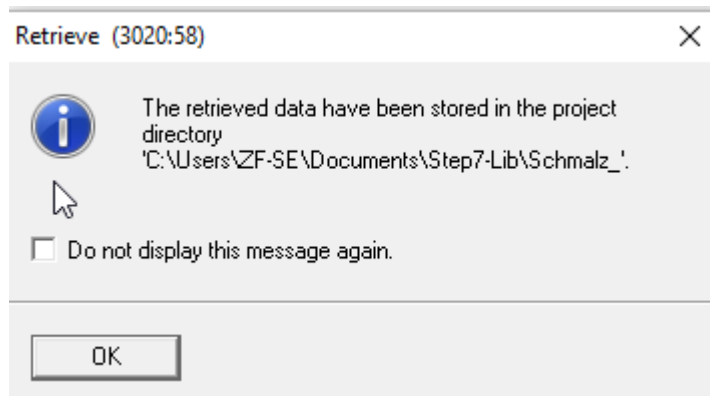 Retrieve (3020:58)
The retrieved data have been stored in the project
directory
'C:\Users\ZF-SE\Documents\Step7-Lib\Schmalz_'.
Do not display this message again.
OK